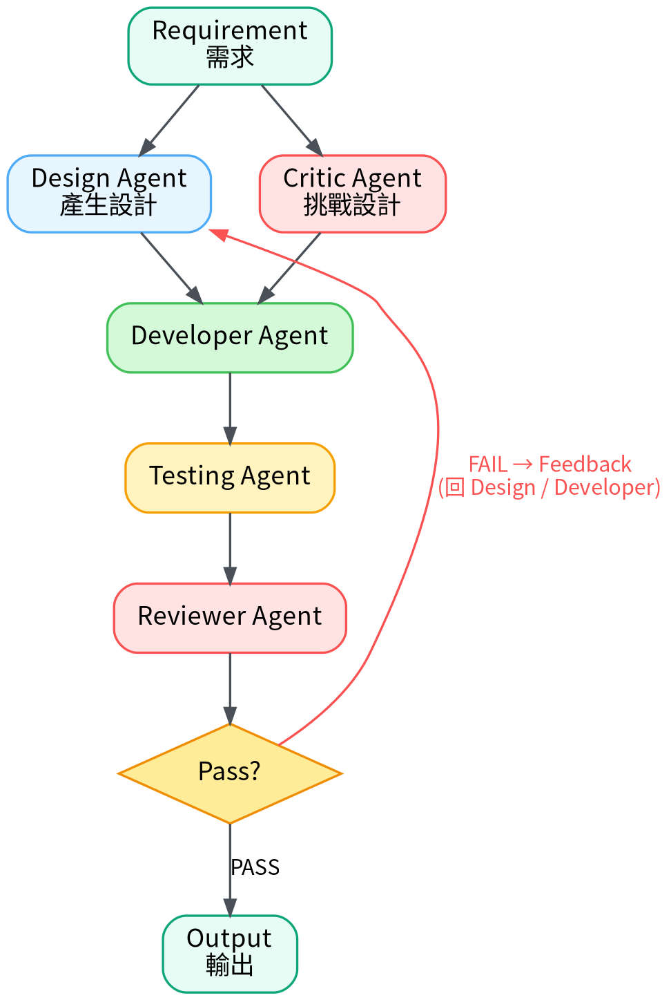 Requirement
需求
Design Agent
產生設計
Critic Agent
挑戰設計
Developer Agent
Testing Agent
FAIL → Feedback
(回 Design / Developer)
Reviewer Agent
Pass?
PASS
Output
輸出